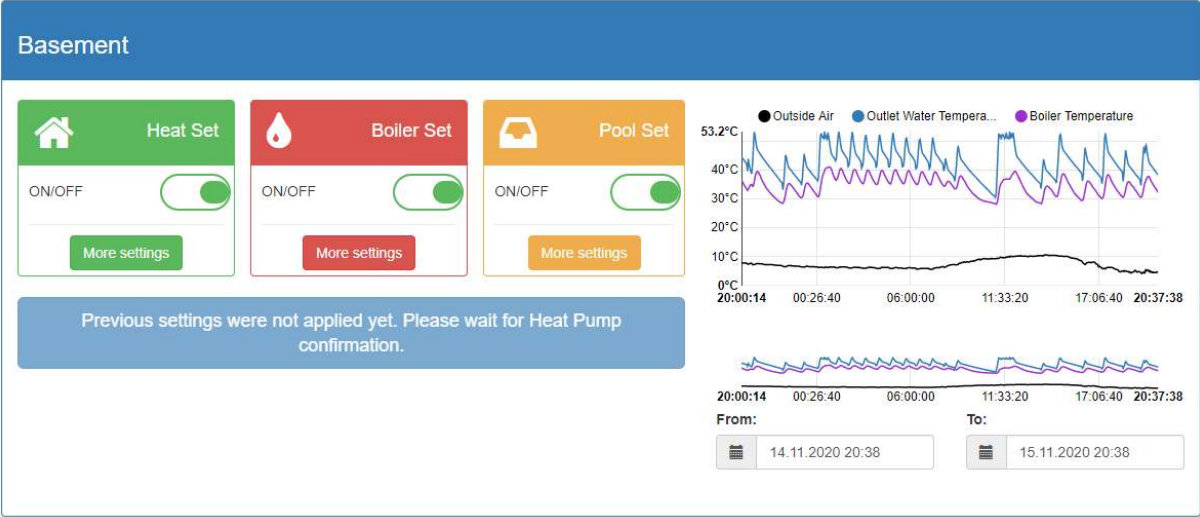 Basement
Heat Set
ON/OFF
More settings
Boiler Set
ON/OFF
More settings
Pool Set
ON/OFF
More settings
Previous settings were not applied yet. Please wait for Heat Pump
confirmation.
Outside Air Outlet Water Tempera... Boiler Temperature
53.2°C
40°C
30°C
20°C
10°C
0°C
20:00:14 00:26:40 06:00:00 11:33:20 17:06:40 20:37:38
20:00:14 00:26:40 06:00:00 11:33:20 17:06:40 20:37:38
From: To:
14.11.2020 20:38 15.11.2020 20:38